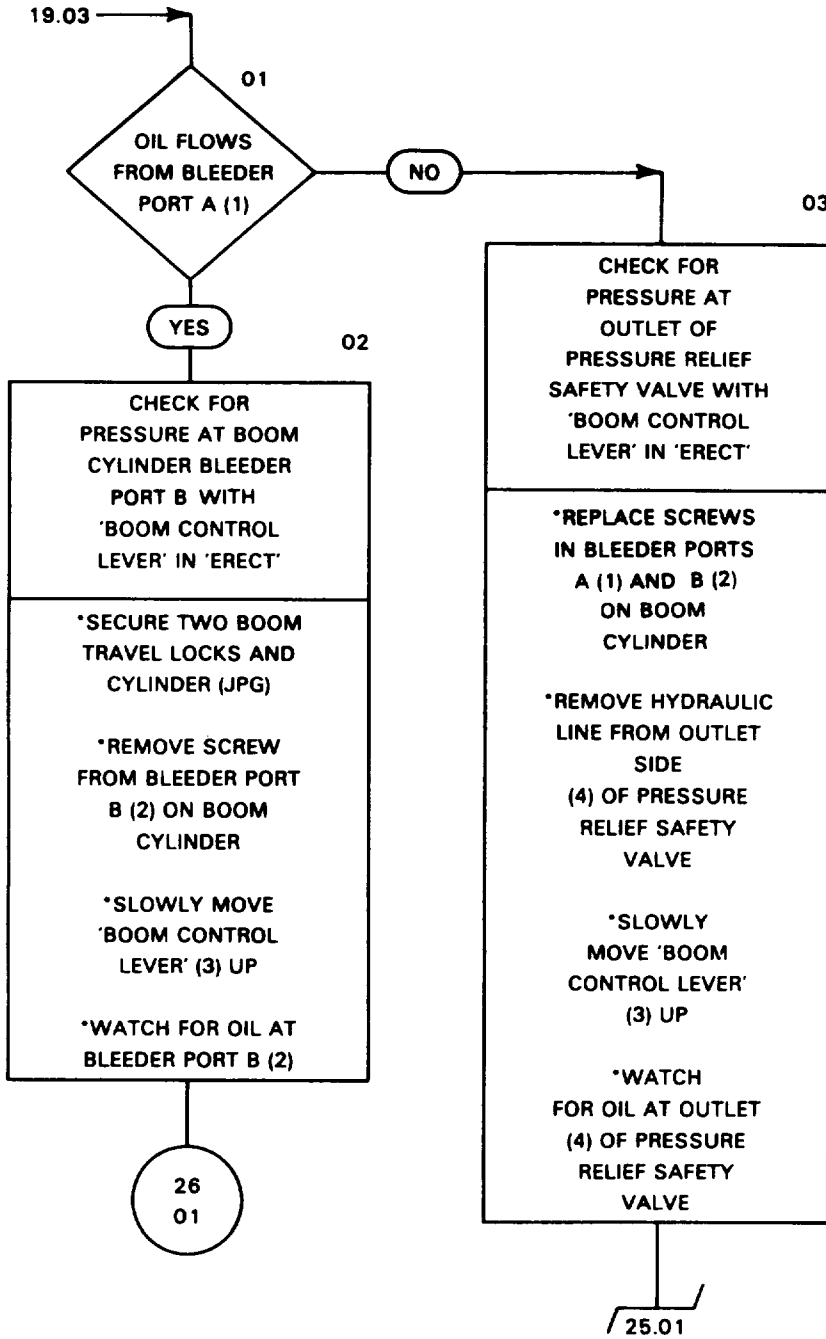 19.03
01
OIL FLOWS
FROM BLEEDER
PORT A (1)
NO
YES
02
CHECK FOR
PRESSURE AT BOOM
CYLINDER BLEEDER
PORT B WITH
'BOOM CONTROL
LEVER' IN 'ERECT'
*SECURE TWO BOOM
TRAVEL LOCKS AND
CYLINDER (JPG)
*REMOVE SCREW
FROM BLEEDER PORT
B (2) ON BOOM
CYLINDER
*SLOWLY MOVE
'BOOM CONTROL
LEVER' (3) UP
*WATCH FOR OIL AT
BLEEDER PORT B (2)
26
01
03
CHECK FOR
PRESSURE AT
OUTLET OF
PRESSURE RELIEF
SAFETY VALVE WITH
'BOOM CONTROL
LEVER' IN 'ERECT'
*REPLACE SCREWS
IN BLEEDER PORTS
A (1) AND B (2)
ON BOOM
CYLINDER
*REMOVE HYDRAULIC
LINE FROM OUTLET
SIDE
(4) OF PRESSURE
RELIEF SAFETY
VALVE
*SLOWLY
MOVE 'BOOM
CONTROL LEVER'
(3) UP
*WATCH
FOR OIL AT OUTLET
(4) OF PRESSURE
RELIEF SAFETY
VALVE
25.01